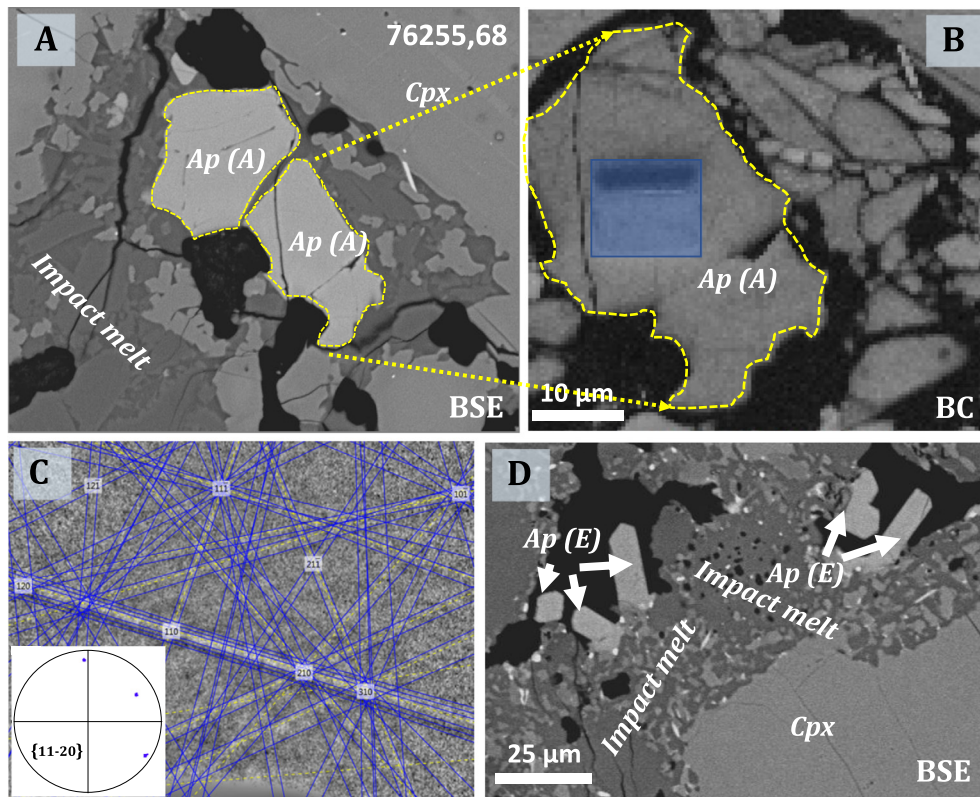 A
76255,68
Cpx
Ap (A)
Ap (A)
Impact melt
BSE
B
Ap (A)
10 µm
BC
C
121
111
101
211
120
110
210
310
{11-20}
D
Ap (E)
Ap (E)
Impact melt
Impact melt
Cpx
25 µm
BSE